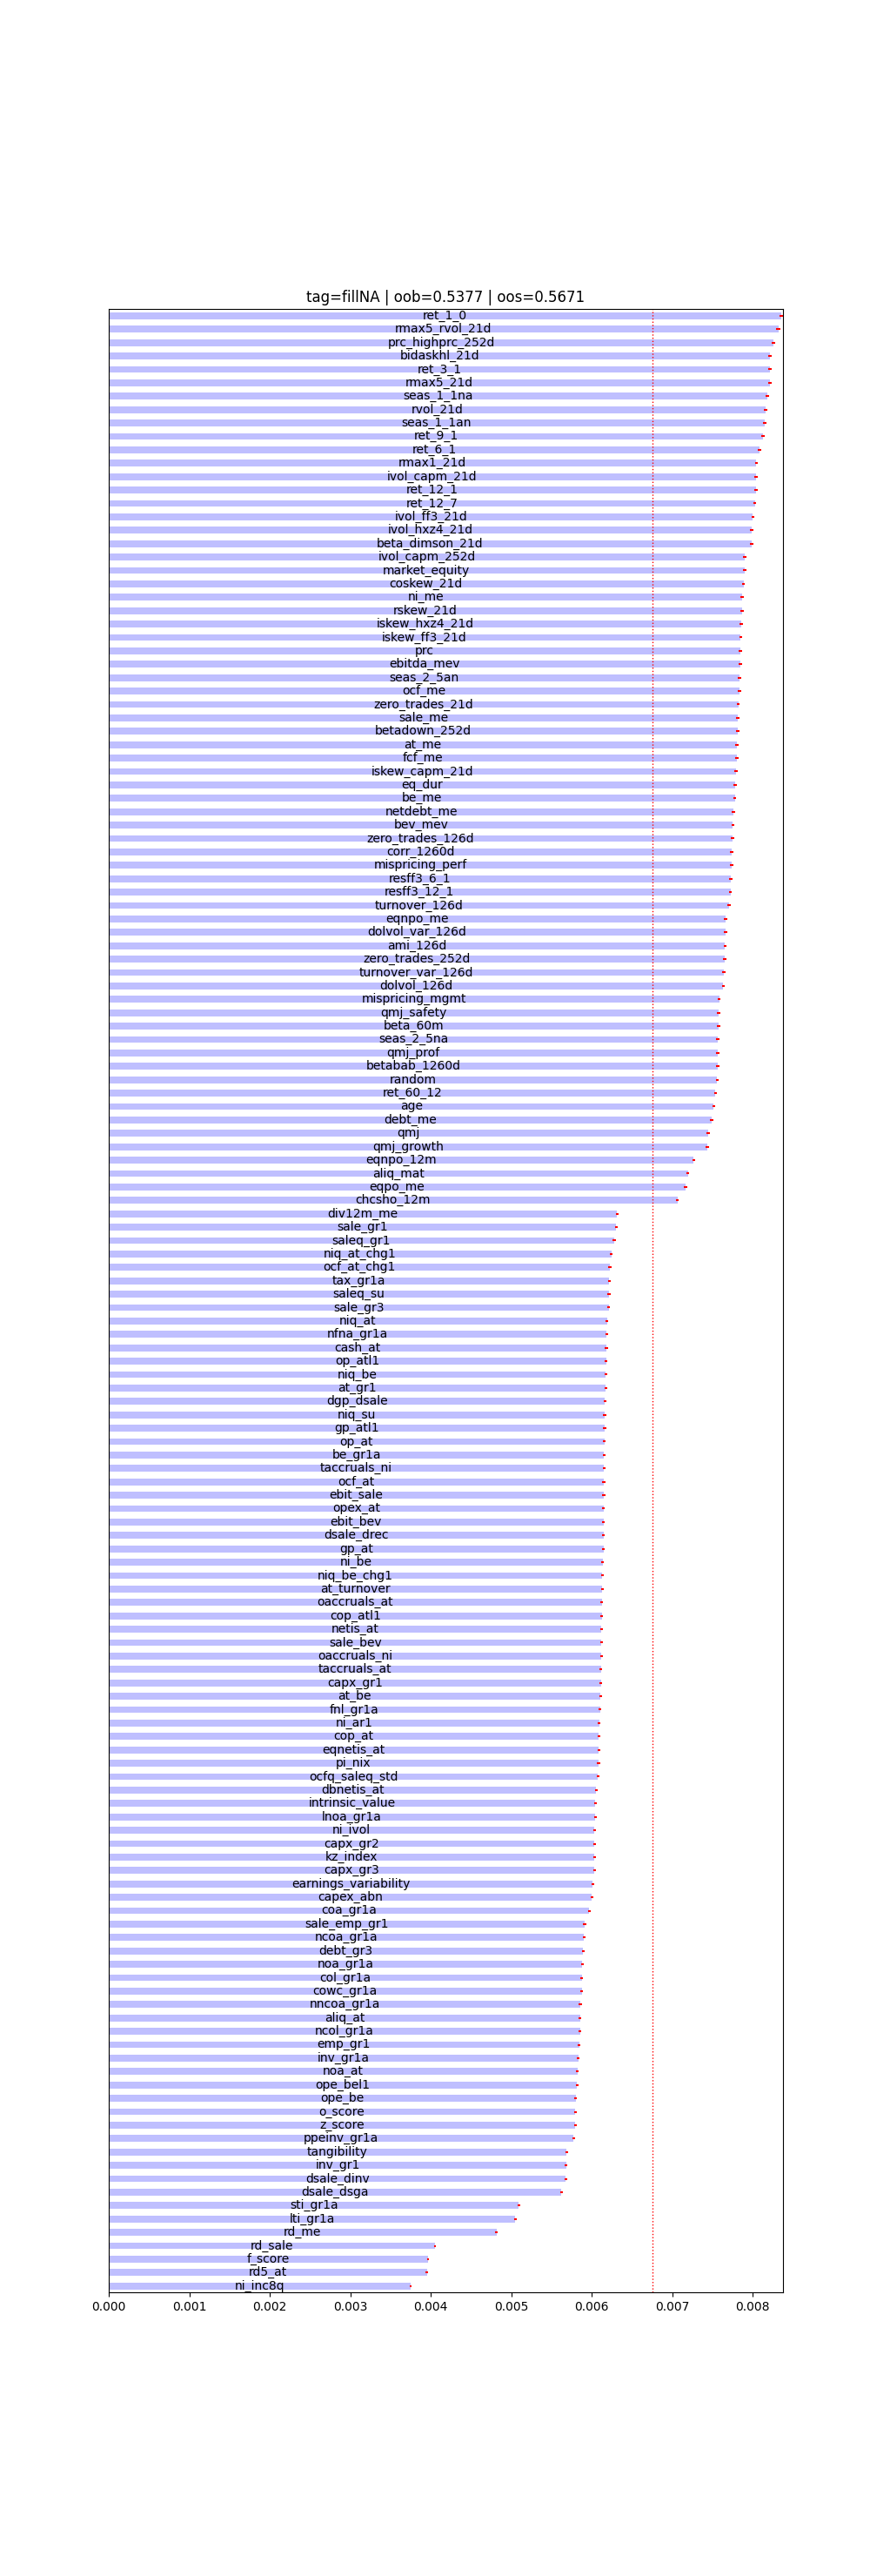 tag=fillNA | oob=0.5377 | oos=0.5671
ret_1_0
rmax5_rvol_21d
prc_highprc_252d
bidaskhl_21d
ret_3_1
rmax5_21d
seas_1_1na
rvol_21d
seas_1_1an
ret_9_1
ret_6_1
rmax1_21d
ivol_capm_21d
ret_12_1
ret_12_7
ivol_ff3_21d
ivol_hxz4_21d
beta_dimson_21d
ivol_capm_252d
market_equity
coskew_21d
ni_me
rskew_21d
iskew_hxz4_21d
iskew_ff3_21d
prc
ebitda_mev
seas_2_5an
ocf_me
zero_trades_21d
sale_me
betadown_252d
at_me
fcf_me
iskew_capm_21d
eq_dur
be_me
netdebt_me
bev_mev
zero_trades_126d
corr_1260d
mispricing_perf
resff3_6_1
resff3_12_1
turnover_126d
eqnpo_me
dolvol_var_126d
ami_126d
zero_trades_252d
turnover_var_126d
dolvol_126d
mispricing_mgmt
qmj_safety
beta_60m
seas_2_5na
qmj_prof
betabab_1260d
random
ret_60_12
age
debt_me
qmj
qmj_growth
eqnpo_12m
aliq_mat
eqpo_me
chcsho_12m
div12m_me
sale_gr1
saleq_gr1
niq_at_chg1
ocf_at_chg1
tax_gr1a
saleq_su
sale_gr3
niq_at
nfna_gr1a
cash_at
op_atl1
niq_be
at_gr1
dgp_dsale
niq_su
gp_atl1
op_at
be_gr1a
taccruals_ni
ocf_at
ebit_sale
opex_at
ebit_bev
dsale_drec
gp_at
ni_be
niq_be_chg1
at_turnover
oaccruals_at
cop_atl1
netis_at
sale_bev
oaccruals_ni
taccruals_at
capx_gr1
at_be
fnl_gr1a
ni_ar1
cop_at
eqnetis_at
pi_nix
ocfq_saleq_std
dbnetis_at
intrinsic_value
lnoa_gr1a
ni_ivol
capx_gr2
kz_index
capx_gr3
earnings_variability
capex_abn
coa_gr1a
sale_emp_gr1
ncoa_gr1a
debt_gr3
noa_gr1a
col_gr1a
cowc_gr1a
nncoa_gr1a
aliq_at
ncol_gr1a
emp_gr1
inv_gr1a
noa_at
ope_bel1
ope_be
o_score
z_score
ppeinv_gr1a
tangibility
inv_gr1
dsale_dinv
dsale_dsga
sti_gr1a
lti_gr1a
rd_me
rd_sale
f_score
rd5_at
ni_inc8q
0.000 0.001 0.002 0.003 0.004 0.005 0.006 0.007 0.008